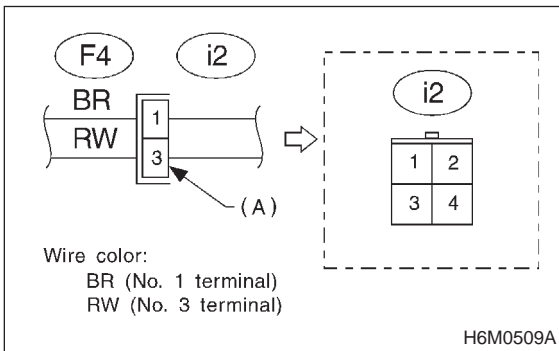 F4 i2
BR
RW
1
3
(A)
i2
1 2
3 4
Wire color:
BR (No. 1 terminal)
RW (No. 3 terminal)
H6M0509A